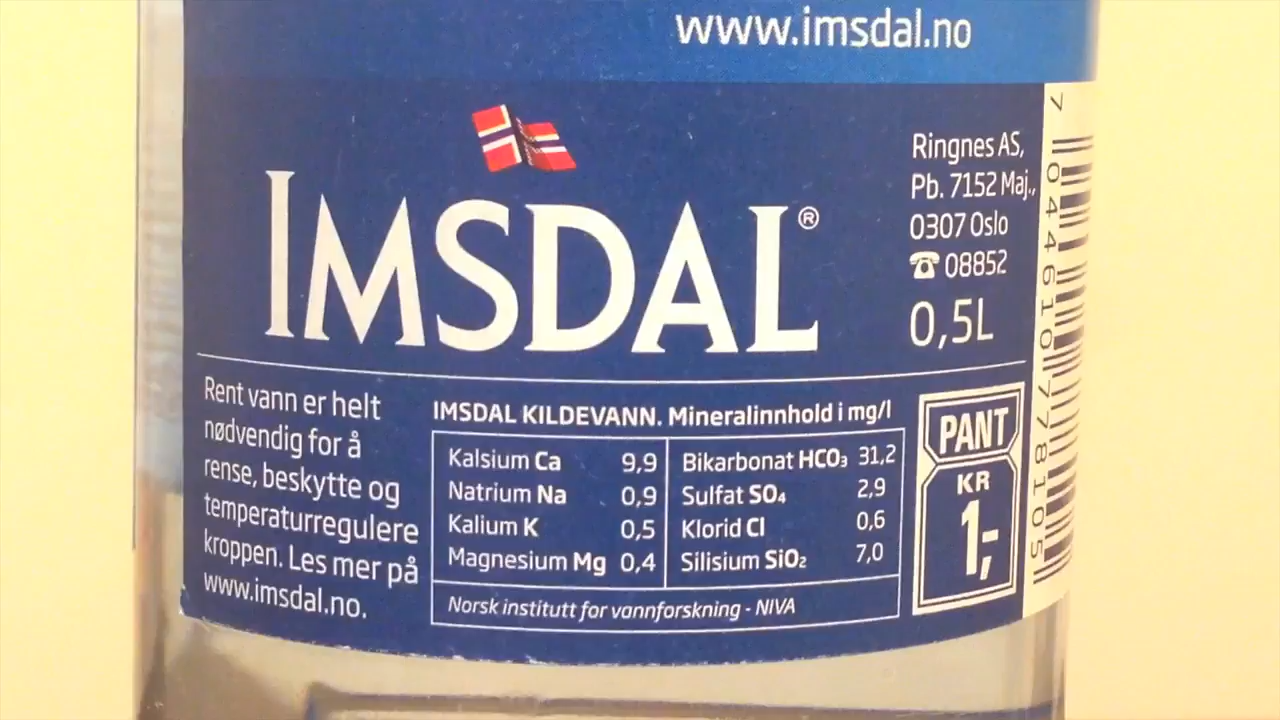 www.imsdal.no
IMSDAL®
Ringnes AS,
Pb. 7152 Maj.,
0307 Oslo
☎ 08852
0,5L
Rent vann er helt
nødvendig for å
rense, beskytte og
temperaturregulere
kroppen. Les mer på
www.imsdal.no.
IMSDAL KILDEVANN. Mineralinnhold i mg/l
Kalsium Ca 9,9
Natrium Na 0,9
Kalium K 0,5
Magnesium Mg 0,4
Bikarbonat HCO₃ 31,2
Sulfat SO₄ 2,9
Klorid Cl 0,6
Silisium SiO₂ 7,0
Norsk institutt for vannforskning - NIVA
PANT
KR
1,-
7 044610 778105